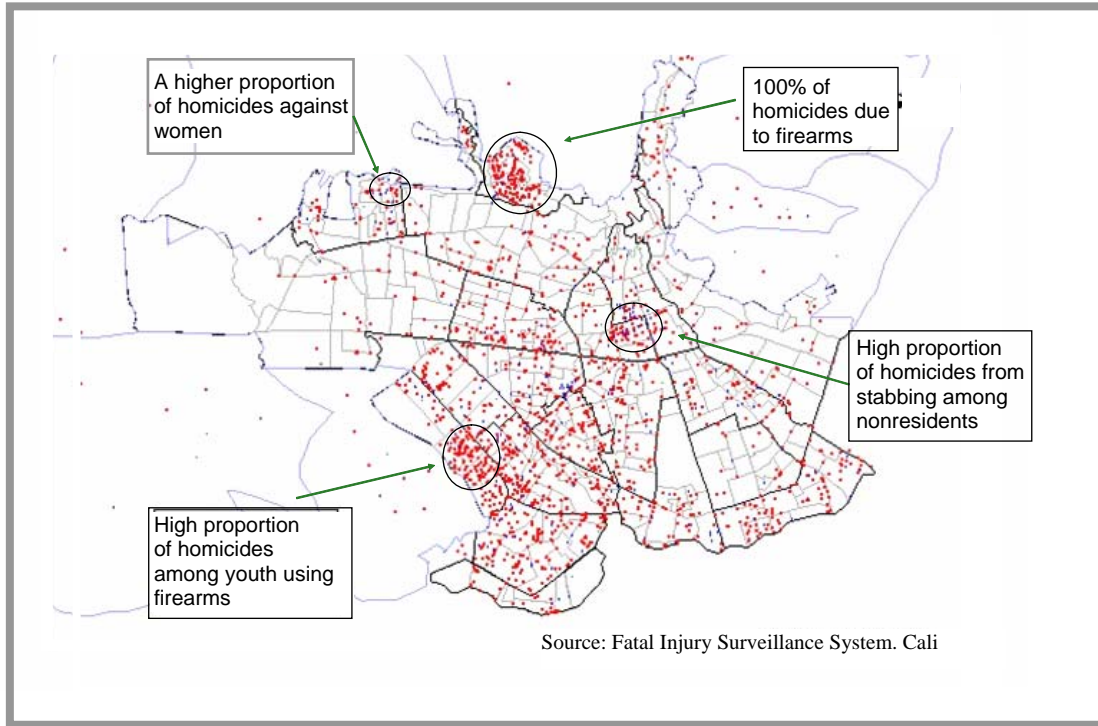 A higher proportion
of homicides against
women
100% of
homicides due
to firearms
High proportion
of homicides from
stabbing among
nonresidents
High proportion
of homicides
among youth using
firearms
Source: Fatal Injury Surveillance System. Cali